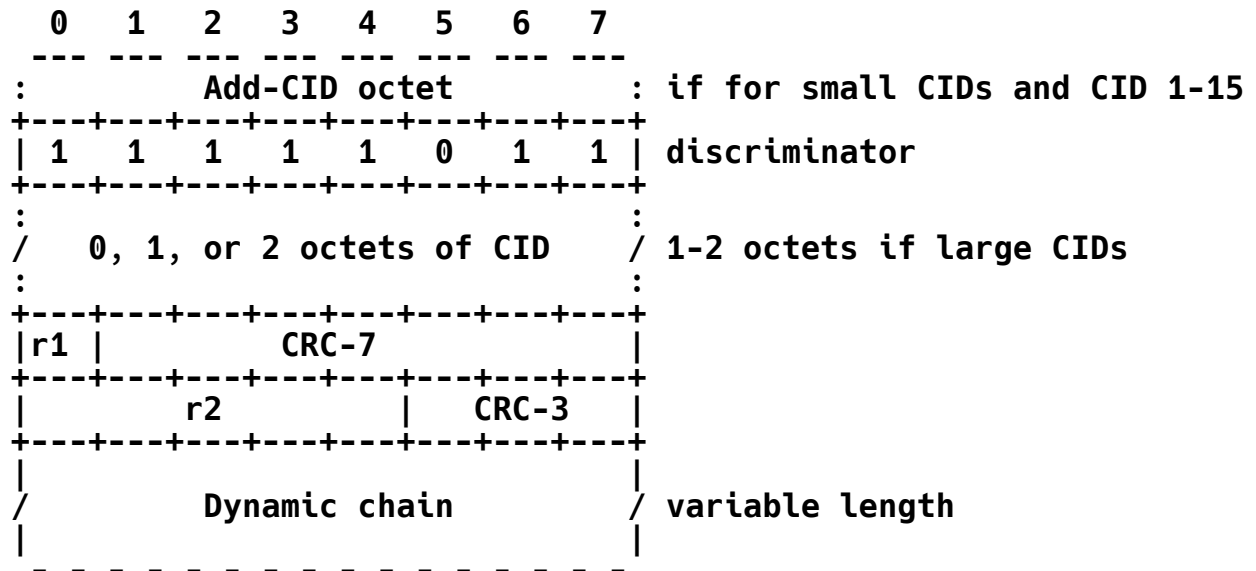 0   1   2   3   4   5   6   7
 --- --- --- --- --- --- --- ---
:         Add-CID octet         : if for small CIDs and CID 1-15
+---+---+---+---+---+---+---+---+
| 1   1   1   1   1   0   1   1 | discriminator
+---+---+---+---+---+---+---+---+
:                               :
/   0, 1, or 2 octets of CID    / 1-2 octets if large CIDs
:                               :
+---+---+---+---+---+---+---+---+
|r1 |         CRC-7             |
+---+---+---+---+---+---+---+---+
|        r2         |   CRC-3   |
+---+---+---+---+---+---+---+---+
|                               |
/         Dynamic chain         / variable length
|                               |
 - - - - - - - - - - - - - - - -